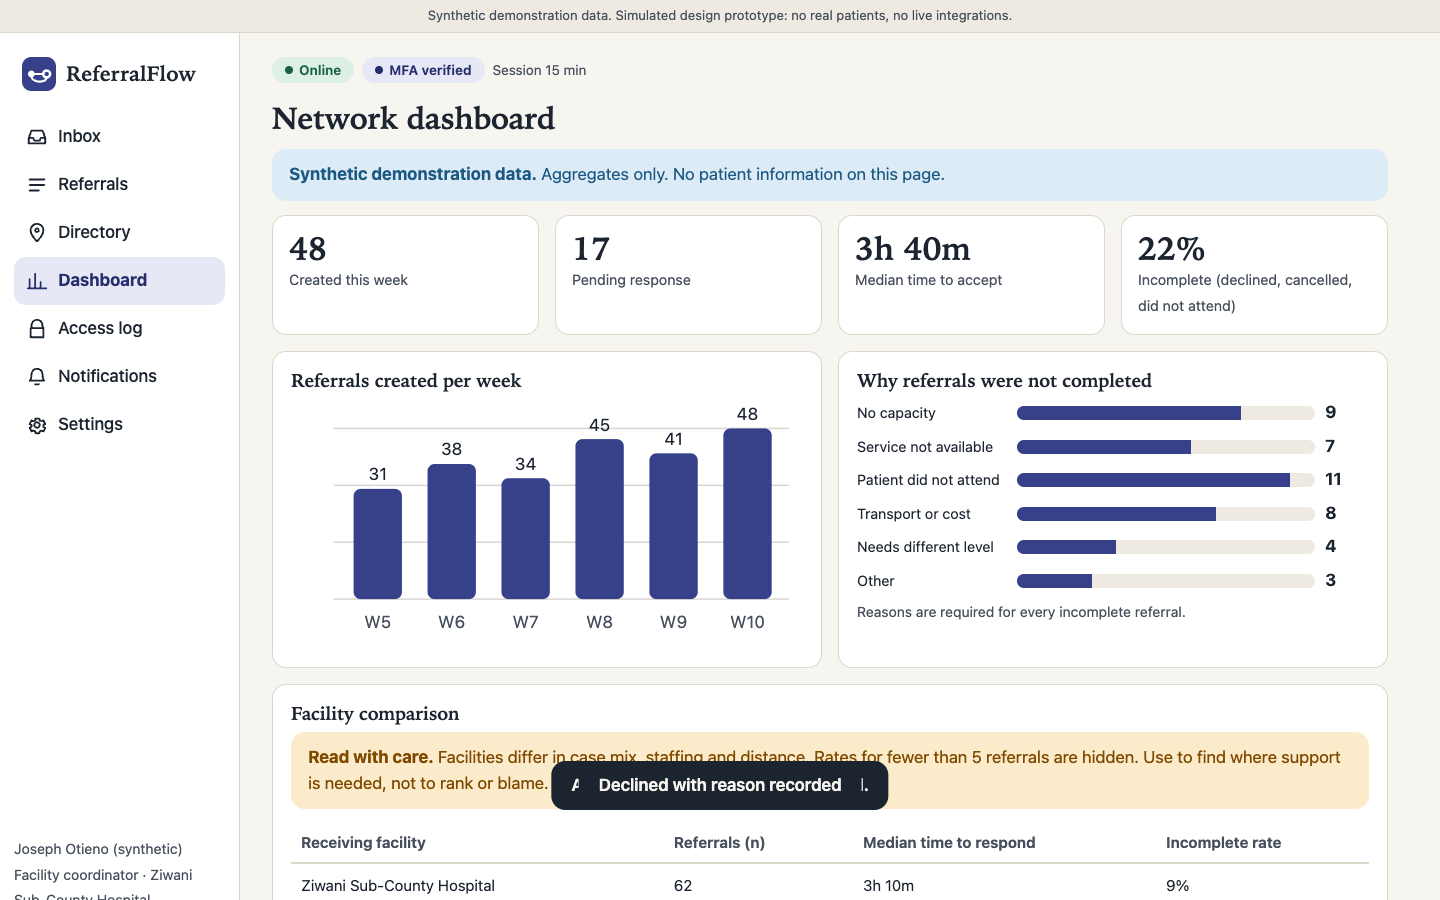 Synthetic demonstration data. Simulated design prototype: no real patients, no live integrations.
ReferralFlow
Inbox
Referrals
Directory
Dashboard
Access log
Notifications
Settings
Joseph Otieno (synthetic)
Facility coordinator · Ziwani
Sub-County Hospital
Online
MFA verified
Session 15 min
Network dashboard
Synthetic demonstration data. Aggregates only. No patient information on this page.
48
Created this week
17
Pending response
3h 40m
Median time to accept
22%
Incomplete (declined, cancelled,
did not attend)
Referrals created per week
31
38
34
45
41
48
W5
W6
W7
W8
W9
W10
Why referrals were not completed
No capacity 9
Service not available 7
Patient did not attend 11
Transport or cost 8
Needs different level 4
Other 3
Reasons are required for every incomplete referral.
Facility comparison
Read with care. Facilities differ in case mix, staffing and distance. Rates for fewer than 5 referrals are hidden. Use to find where support
is needed, not to rank or blame.
Declined with reason recorded
Receiving facility Referrals (n) Median time to respond Incomplete rate
Ziwani Sub-County Hospital 62 3h 10m 9%